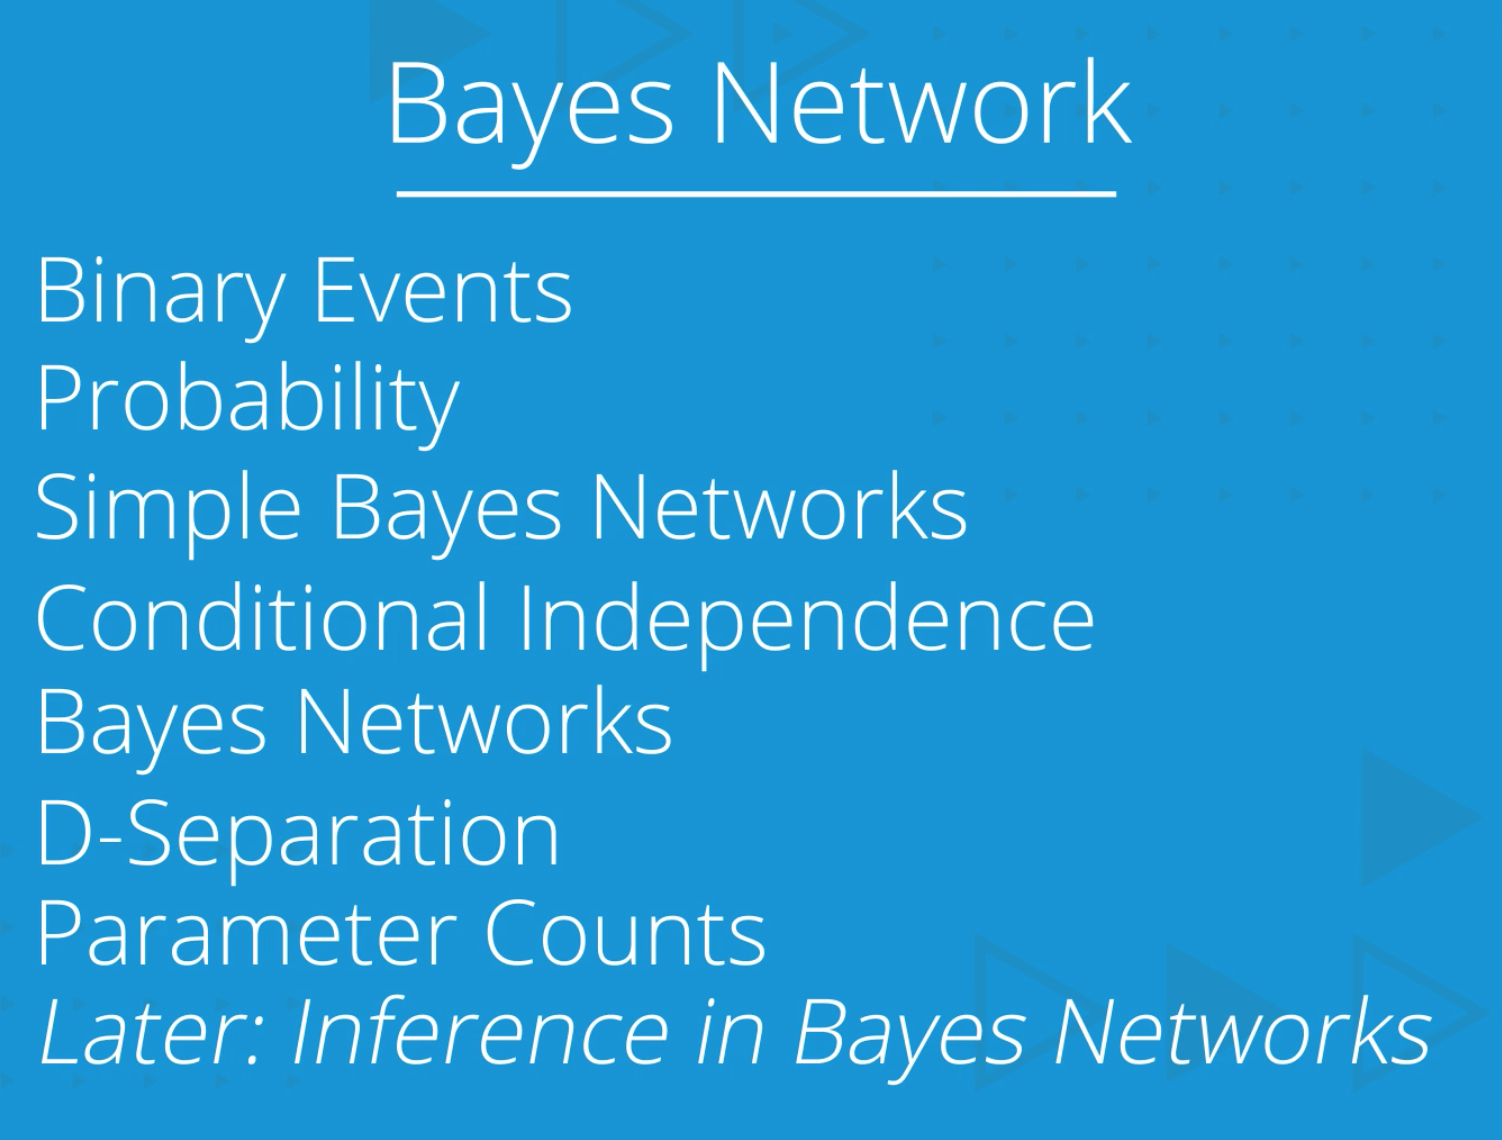 Bayes Network
Binary Events
Probability
Simple Bayes Networks
Conditional Independence
Bayes Networks
D-Separation
Parameter Counts
Later: Inference in Bayes Networks